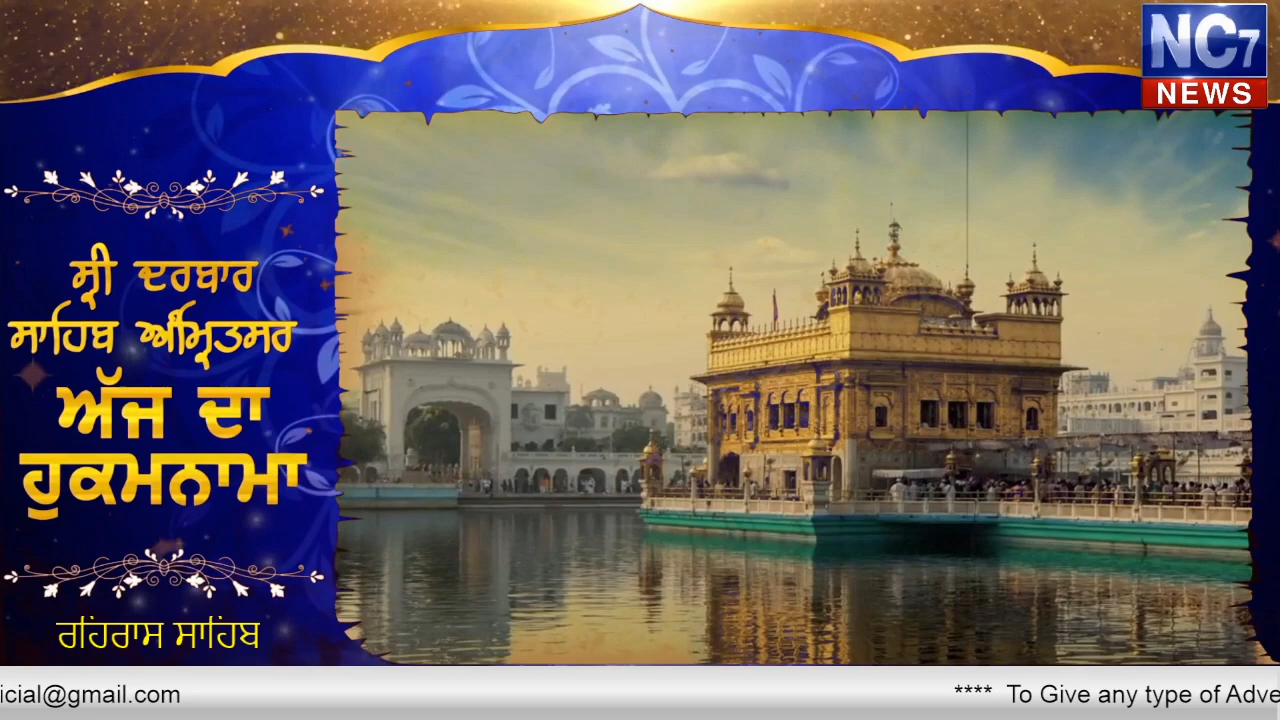 NC7
NEWS
ਸ੍ਰੀ ਦਰਬਾਰ
ਸਾਹਿਬ ਅੰਮ੍ਰਿਤਸਰ
ਅੱਜ ਦਾ
ਹੁਕਮਨਾਮਾ
ਰਹਿਰਾਸ ਸਾਹਿਬ
icial@gmail.com **** To Give any type of Adve